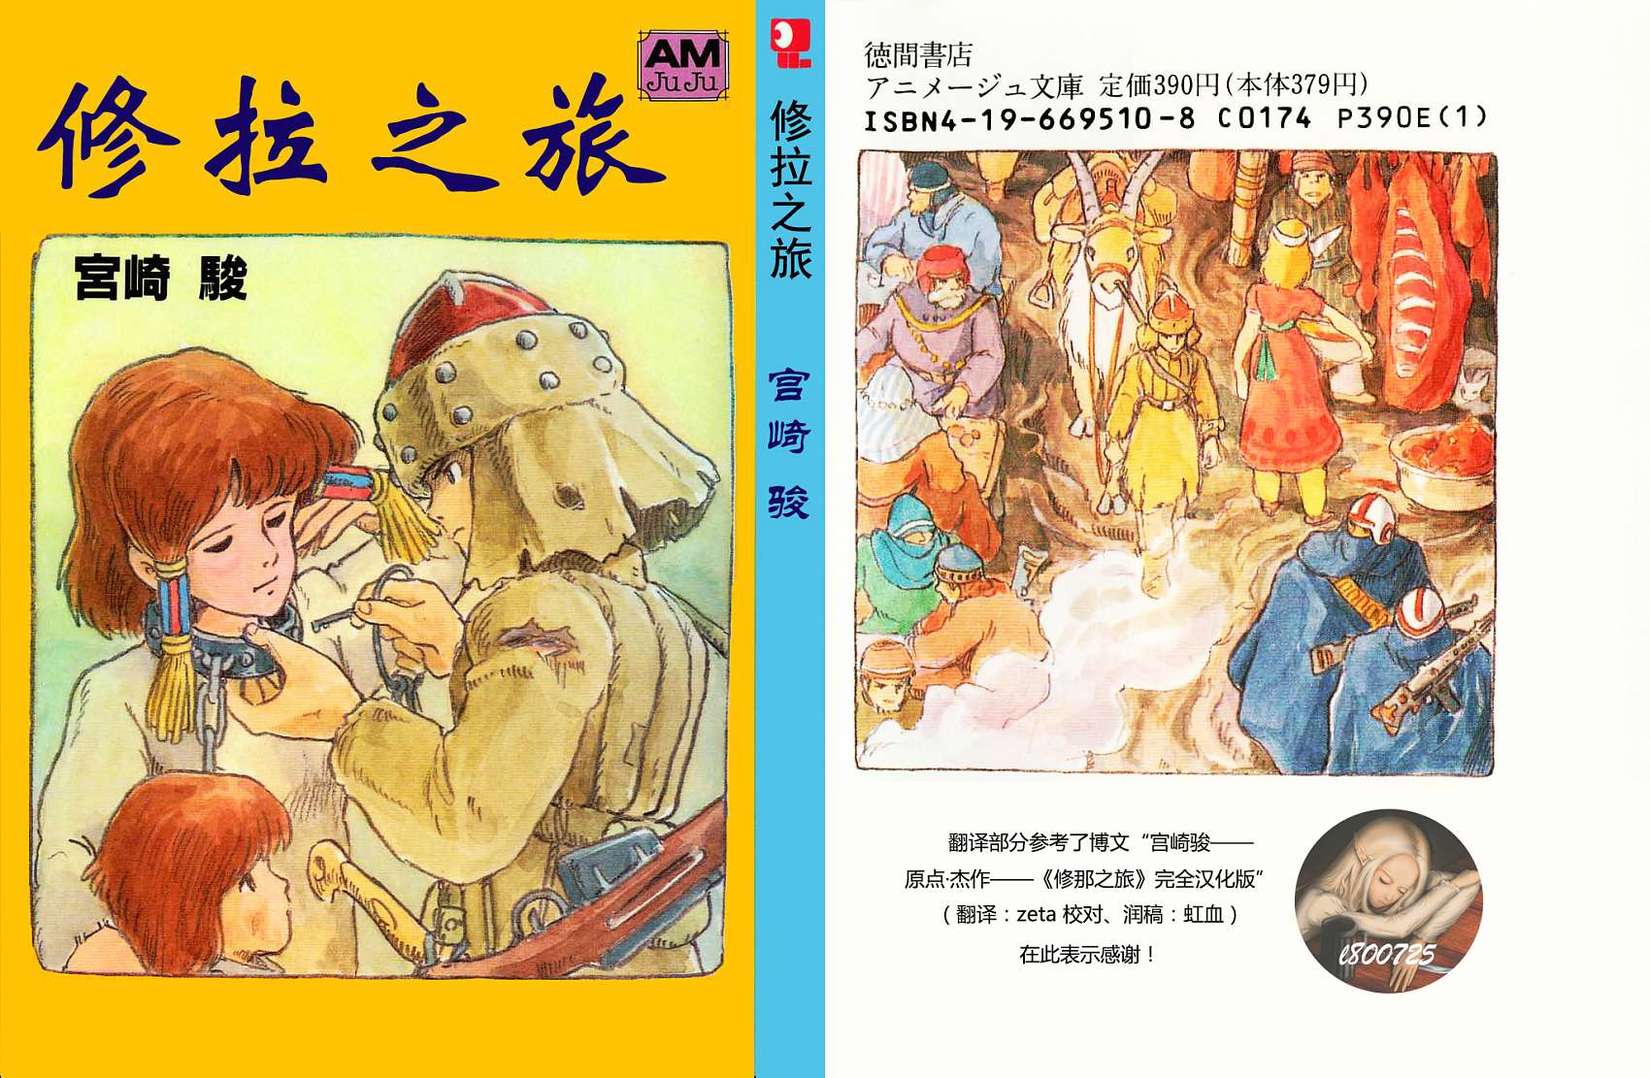 修拉之旅
AM
JuJu
宮崎 駿
修拉之旅
宫崎骏
徳間書店
アニメージュ文庫 定価390円(本体379円)
ISBN4-19-669510-8 C0174 P390E(1)
翻译部分参考了博文“宫崎骏——
原点·杰作——《修那之旅》完全汉化版”
(翻译：zeta 校对、润稿：虹血)
在此表示感谢！
l800725